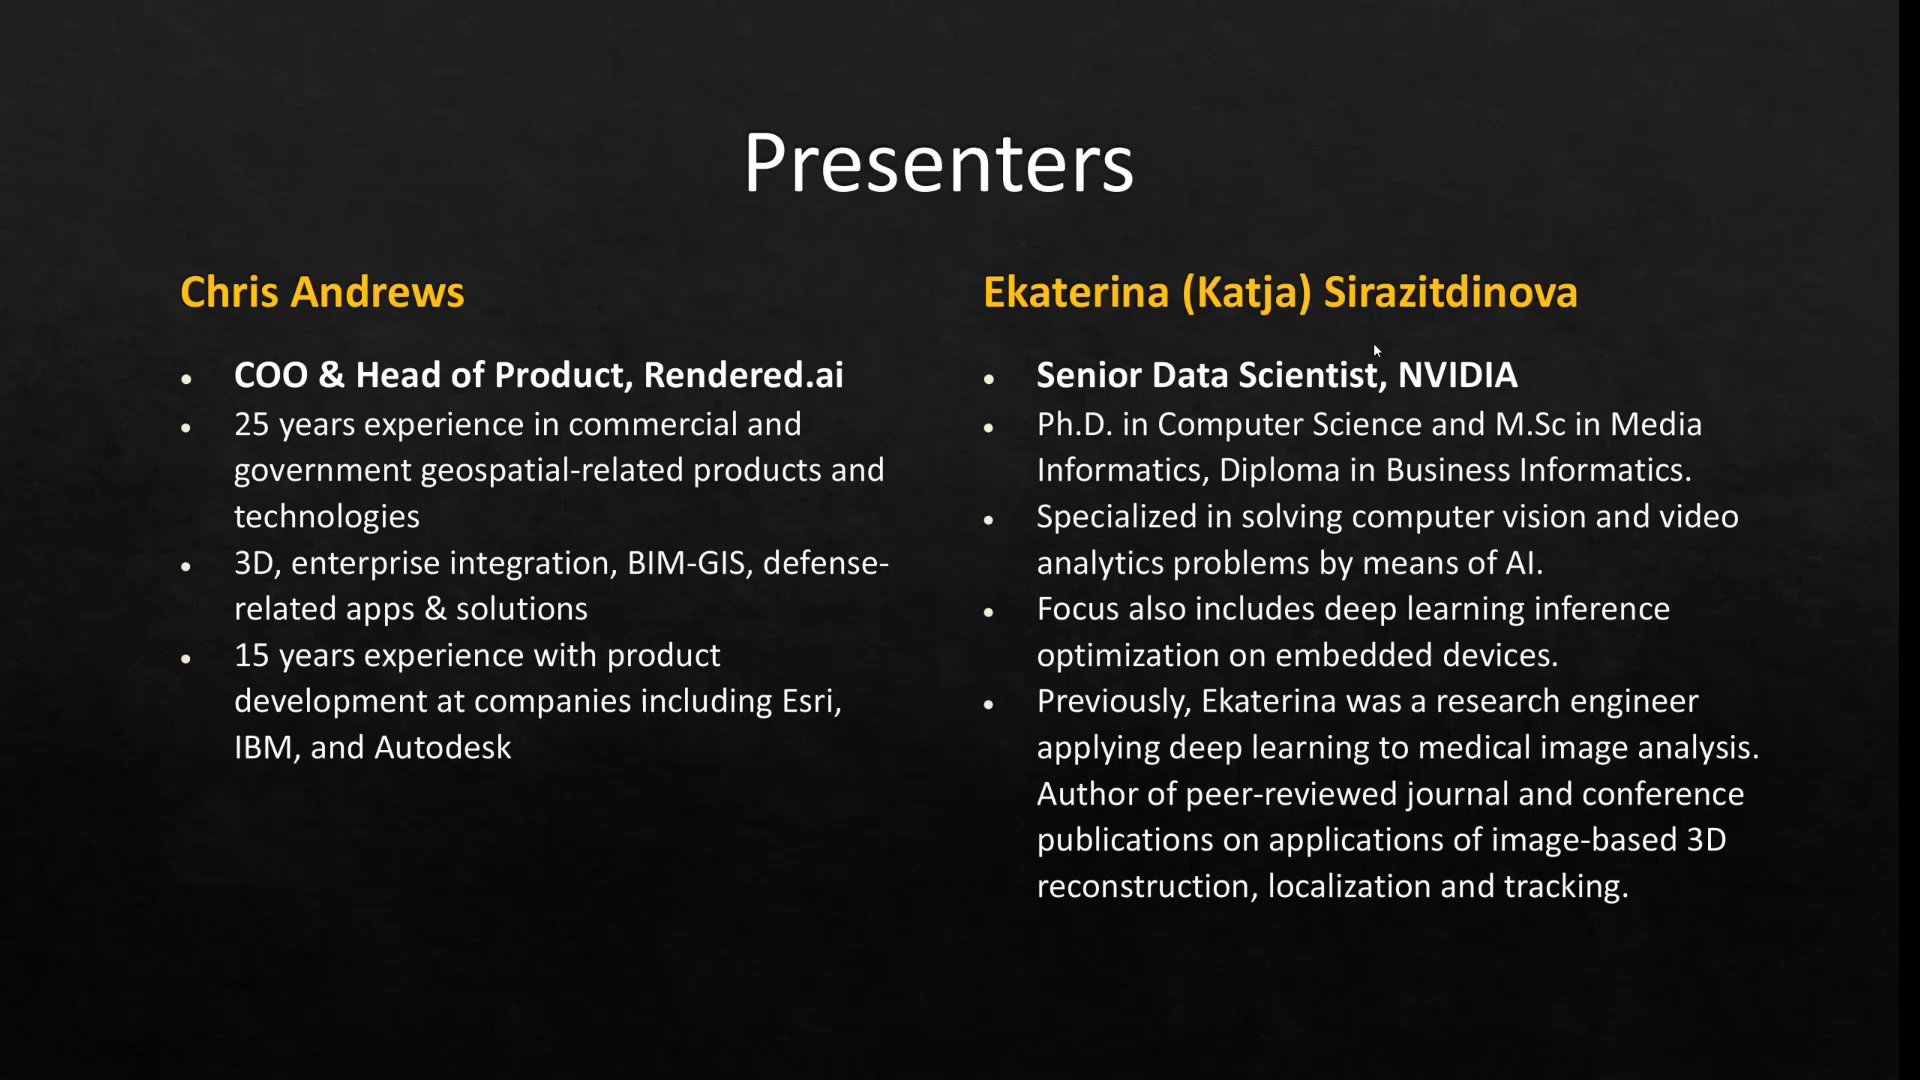 Presenters
Chris Andrews
• COO & Head of Product, Rendered.ai
• 25 years experience in commercial and
government geospatial-related products and
technologies
• 3D, enterprise integration, BIM-GIS, defense-
related apps & solutions
• 15 years experience with product
development at companies including Esri,
IBM, and Autodesk
Ekaterina (Katja) Sirazitdinova
• Senior Data Scientist, NVIDIA
• Ph.D. in Computer Science and M.Sc in Media
Informatics, Diploma in Business Informatics.
• Specialized in solving computer vision and video
analytics problems by means of AI.
• Focus also includes deep learning inference
optimization on embedded devices.
• Previously, Ekaterina was a research engineer
applying deep learning to medical image analysis.
Author of peer-reviewed journal and conference
publications on applications of image-based 3D
reconstruction, localization and tracking.